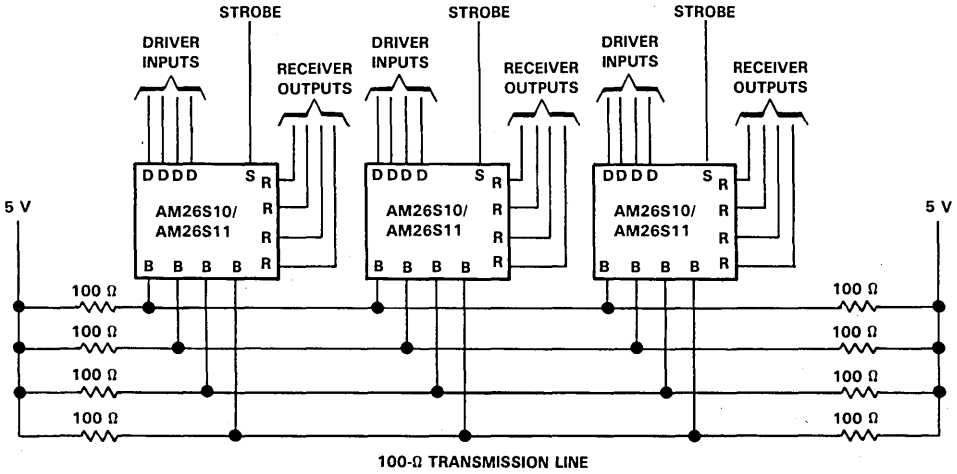 STROBE STROBE STROBE
DRIVER INPUTS DRIVER INPUTS DRIVER INPUTS
RECEIVER OUTPUTS RECEIVER OUTPUTS RECEIVER OUTPUTS
D D D D S R D D D D S R D D D D S R
R R R
5 V AM26S10/ AM26S10/ AM26S10/ 5 V
AM26S11 AM26S11 AM26S11
R R R
B B B B R B B B B R B B B B R
100 Ω 100 Ω
100 Ω 100 Ω
100 Ω 100 Ω
100 Ω 100 Ω
100-Ω TRANSMISSION LINE